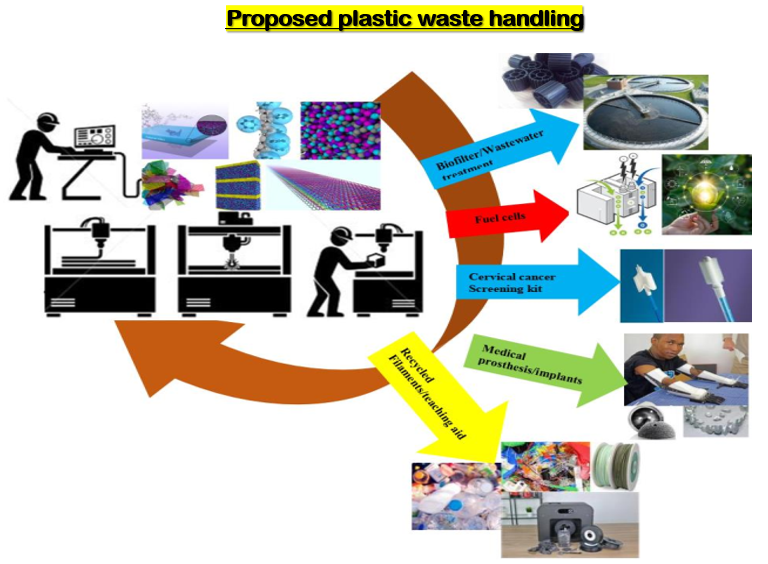 Proposed plastic waste handling
Biofilter/Wastewater
treatment
Fuel cells
Cervical cancer
Screening kit
Medical
prosthesis/implants
Recycled
Filaments/teaching aid